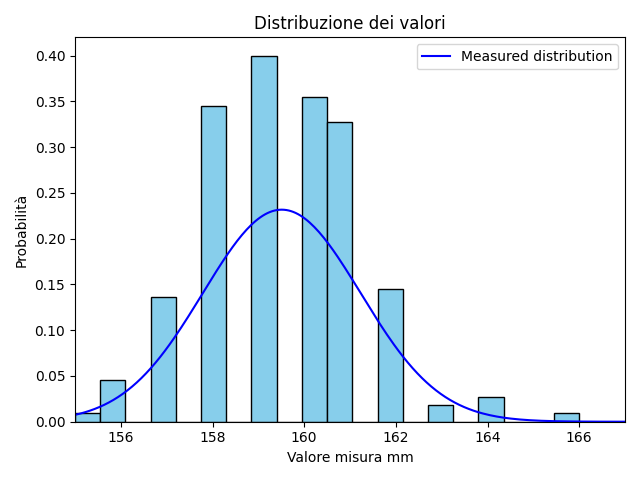 Distribuzione dei valori
Measured distribution
Probabilità
0.40
0.35
0.30
0.25
0.20
0.15
0.10
0.05
0.00
156 158 160 162 164 166
Valore misura mm